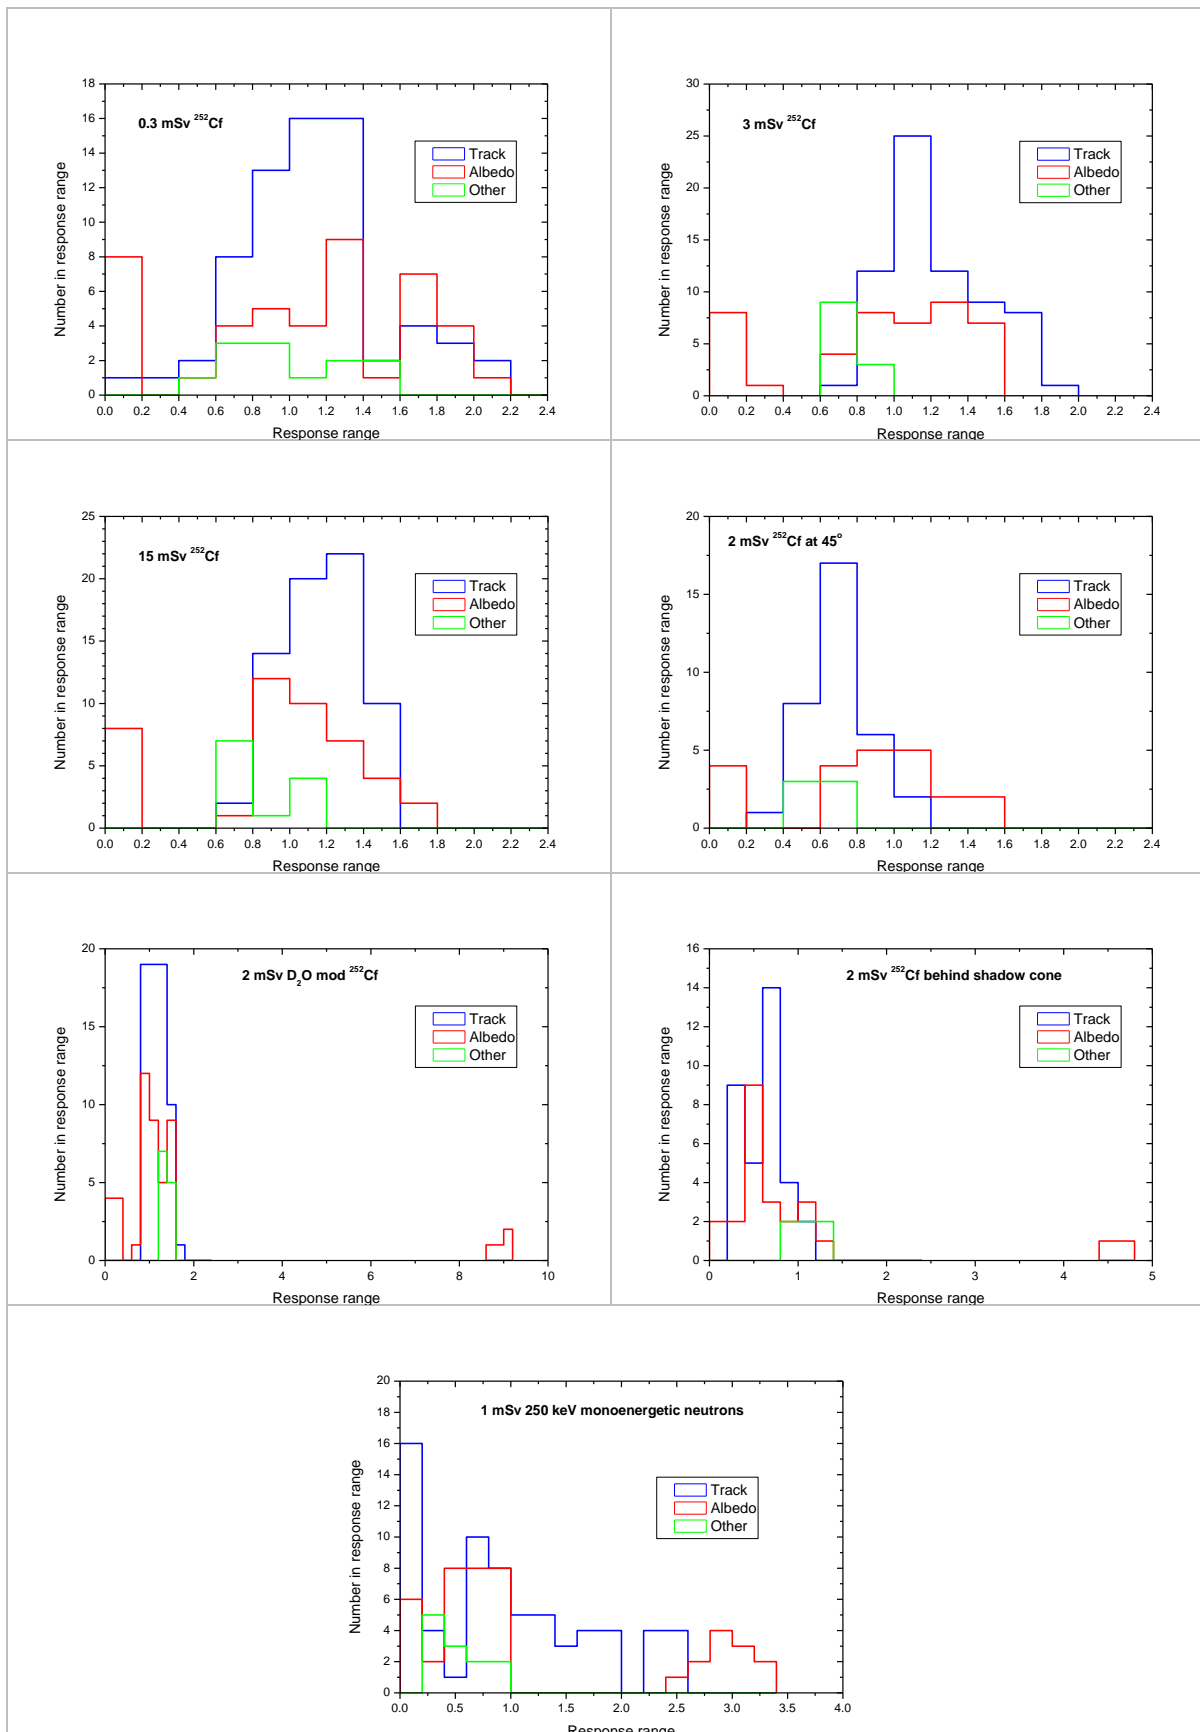 0.3 mSv ²⁵²Cf
Number in response range
18
16
14
12
10
8
6
4
2
0
Track
Albedo
Other
0.0 0.2 0.4 0.6 0.8 1.0 1.2 1.4 1.6 1.8 2.0 2.2 2.4
Response range
3 mSv ²⁵²Cf
Number in response range
30
25
20
15
10
5
0
Track
Albedo
Other
0.0 0.2 0.4 0.6 0.8 1.0 1.2 1.4 1.6 1.8 2.0 2.2 2.4
Response range
15 mSv ²⁵²Cf
Number in response range
25
20
15
10
5
0
Track
Albedo
Other
0.0 0.2 0.4 0.6 0.8 1.0 1.2 1.4 1.6 1.8 2.0 2.2 2.4
Response range
2 mSv ²⁵²Cf at 45°
Number in response range
20
15
10
5
0
Track
Albedo
Other
0.0 0.2 0.4 0.6 0.8 1.0 1.2 1.4 1.6 1.8 2.0 2.2 2.4
Response range
2 mSv D₂O mod ²⁵²Cf
Number in response range
20
15
10
5
0
Track
Albedo
Other
0 2 4 6 8 10
Response range
2 mSv ²⁵²Cf behind shadow cone
Number in response range
16
14
12
10
8
6
4
2
0
Track
Albedo
Other
0 1 2 3 4 5
Response range
1 mSv 250 keV monoenergetic neutrons
Number in response range
20
18
16
14
12
10
8
6
4
2
0
Track
Albedo
Other
0.0 0.5 1.0 1.5 2.0 2.5 3.0 3.5 4.0
Response range